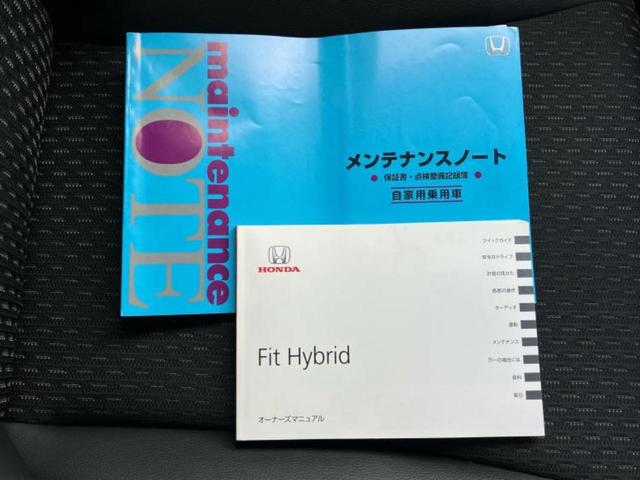 maintenance
NOTE
メンテナンスノート
保証書・点検整備記録簿
自家用乗用車
HONDA
Fit Hybrid
オーナーズマニュアル
クイックガイド
安全なドライブ
計器の見かた
各部の操作
オーディオ
運転
メンテナンス
万一の場合には
資料
索引